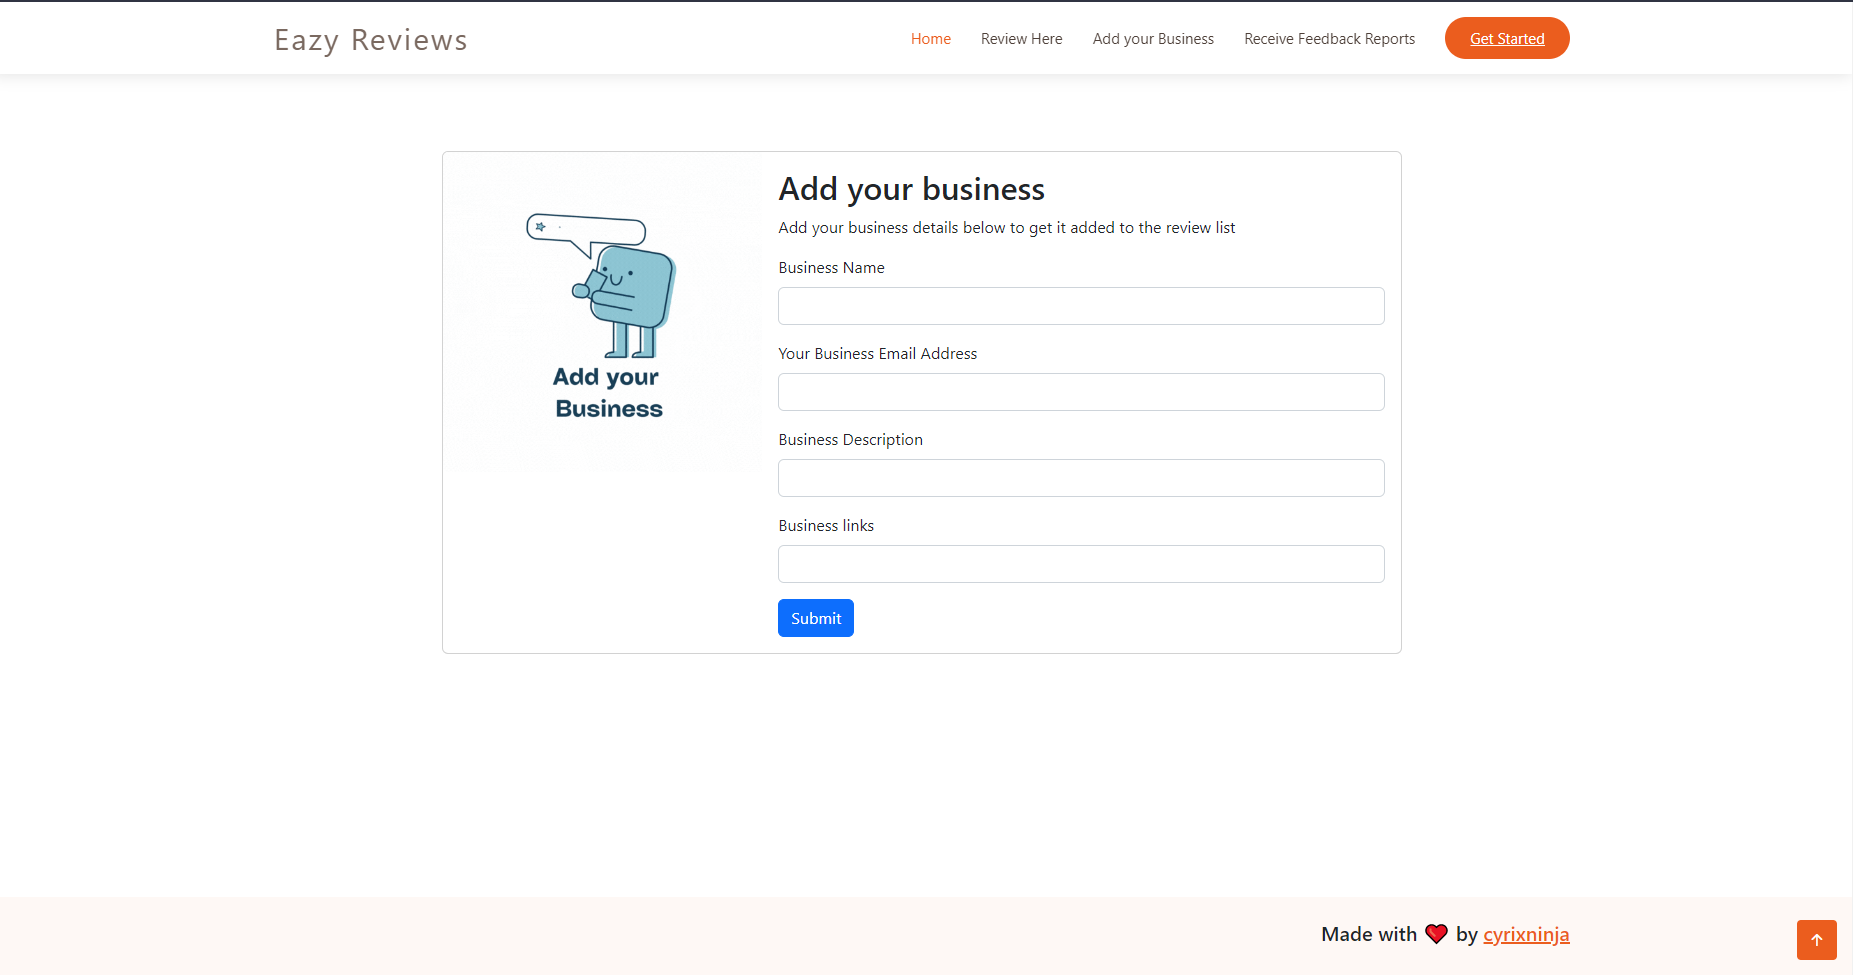 Eazy Reviews
Home
Review Here
Add your Business
Receive Feedback Reports
Get Started
Add your
Business
Add your business
Add your business details below to get it added to the review list
Business Name
Your Business Email Address
Business Description
Business links
Submit
Made with ❤️ by cyrixninja